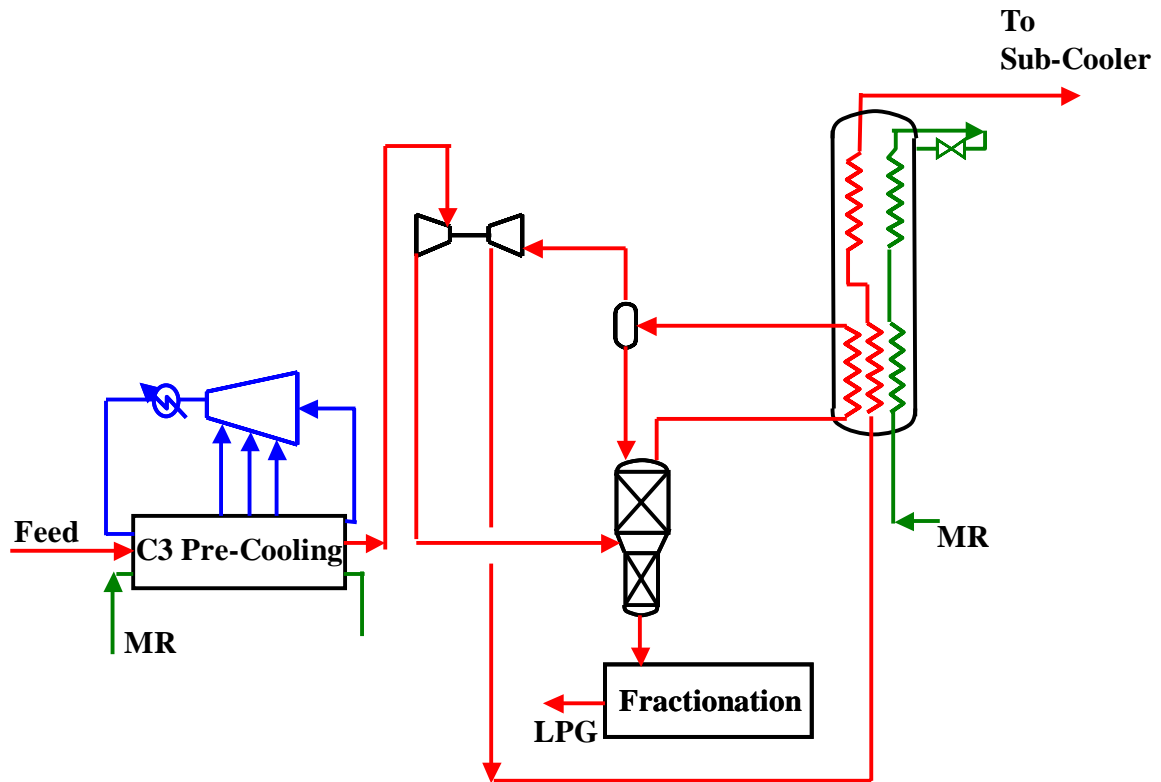 To
Sub-Cooler
Feed
C3 Pre-Cooling
MR
MR
Fractionation
LPG